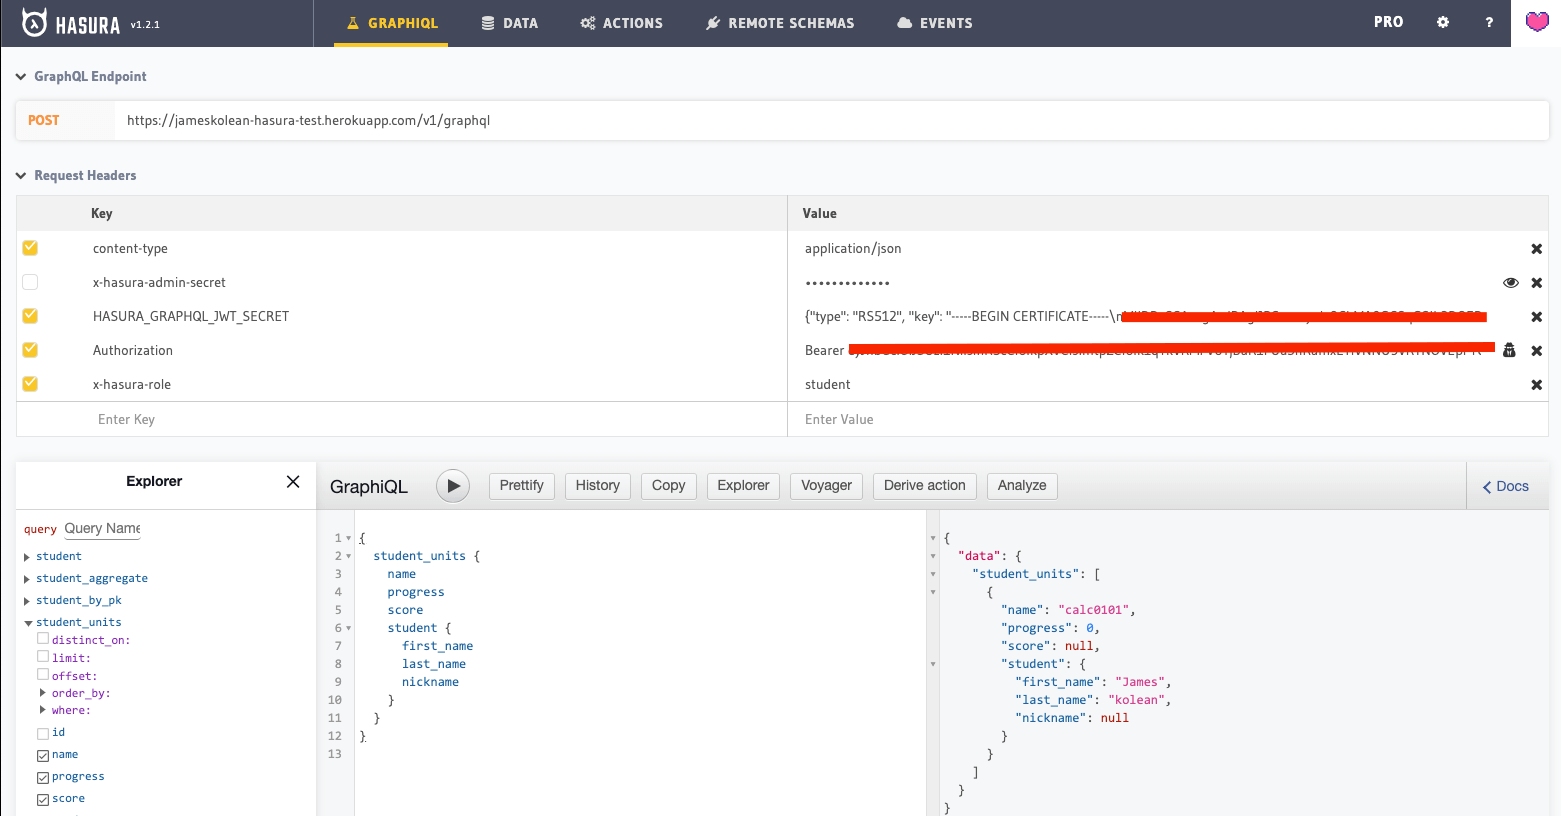 HASURA v1.2.1 GRAPHIQL DATA ACTIONS REMOTE SCHEMAS EVENTS PRO ?
GraphQL Endpoint
POST https://jameskolean-hasura-test.herokuapp.com/v1/graphql
Request Headers
Key Value
content-type application/json
x-hasura-admin-secret •••••••••••••
HASURA_GRAPHQL_JWT_SECRET {"type": "RS512", "key": "-----BEGIN CERTIFICATE-----\n
Authorization Bearer
x-hasura-role student
Enter Key Enter Value
Explorer
GraphiQL Prettify History Copy Explorer Voyager Derive action Analyze Docs
query Query Name
student
student_aggregate
student_by_pk
student_units
distinct_on:
limit:
offset:
order_by:
where:
id
name
progress
score
1 {
2 student_units {
3 name
4 progress
5 score
6 student {
7 first_name
8 last_name
9 nickname
10 }
11 }
12 }
13
{
"data": {
"student_units": [
{
"name": "calc0101",
"progress": 0,
"score": null,
"student": {
"first_name": "James",
"last_name": "kolean",
"nickname": null
}
}
]
}
}